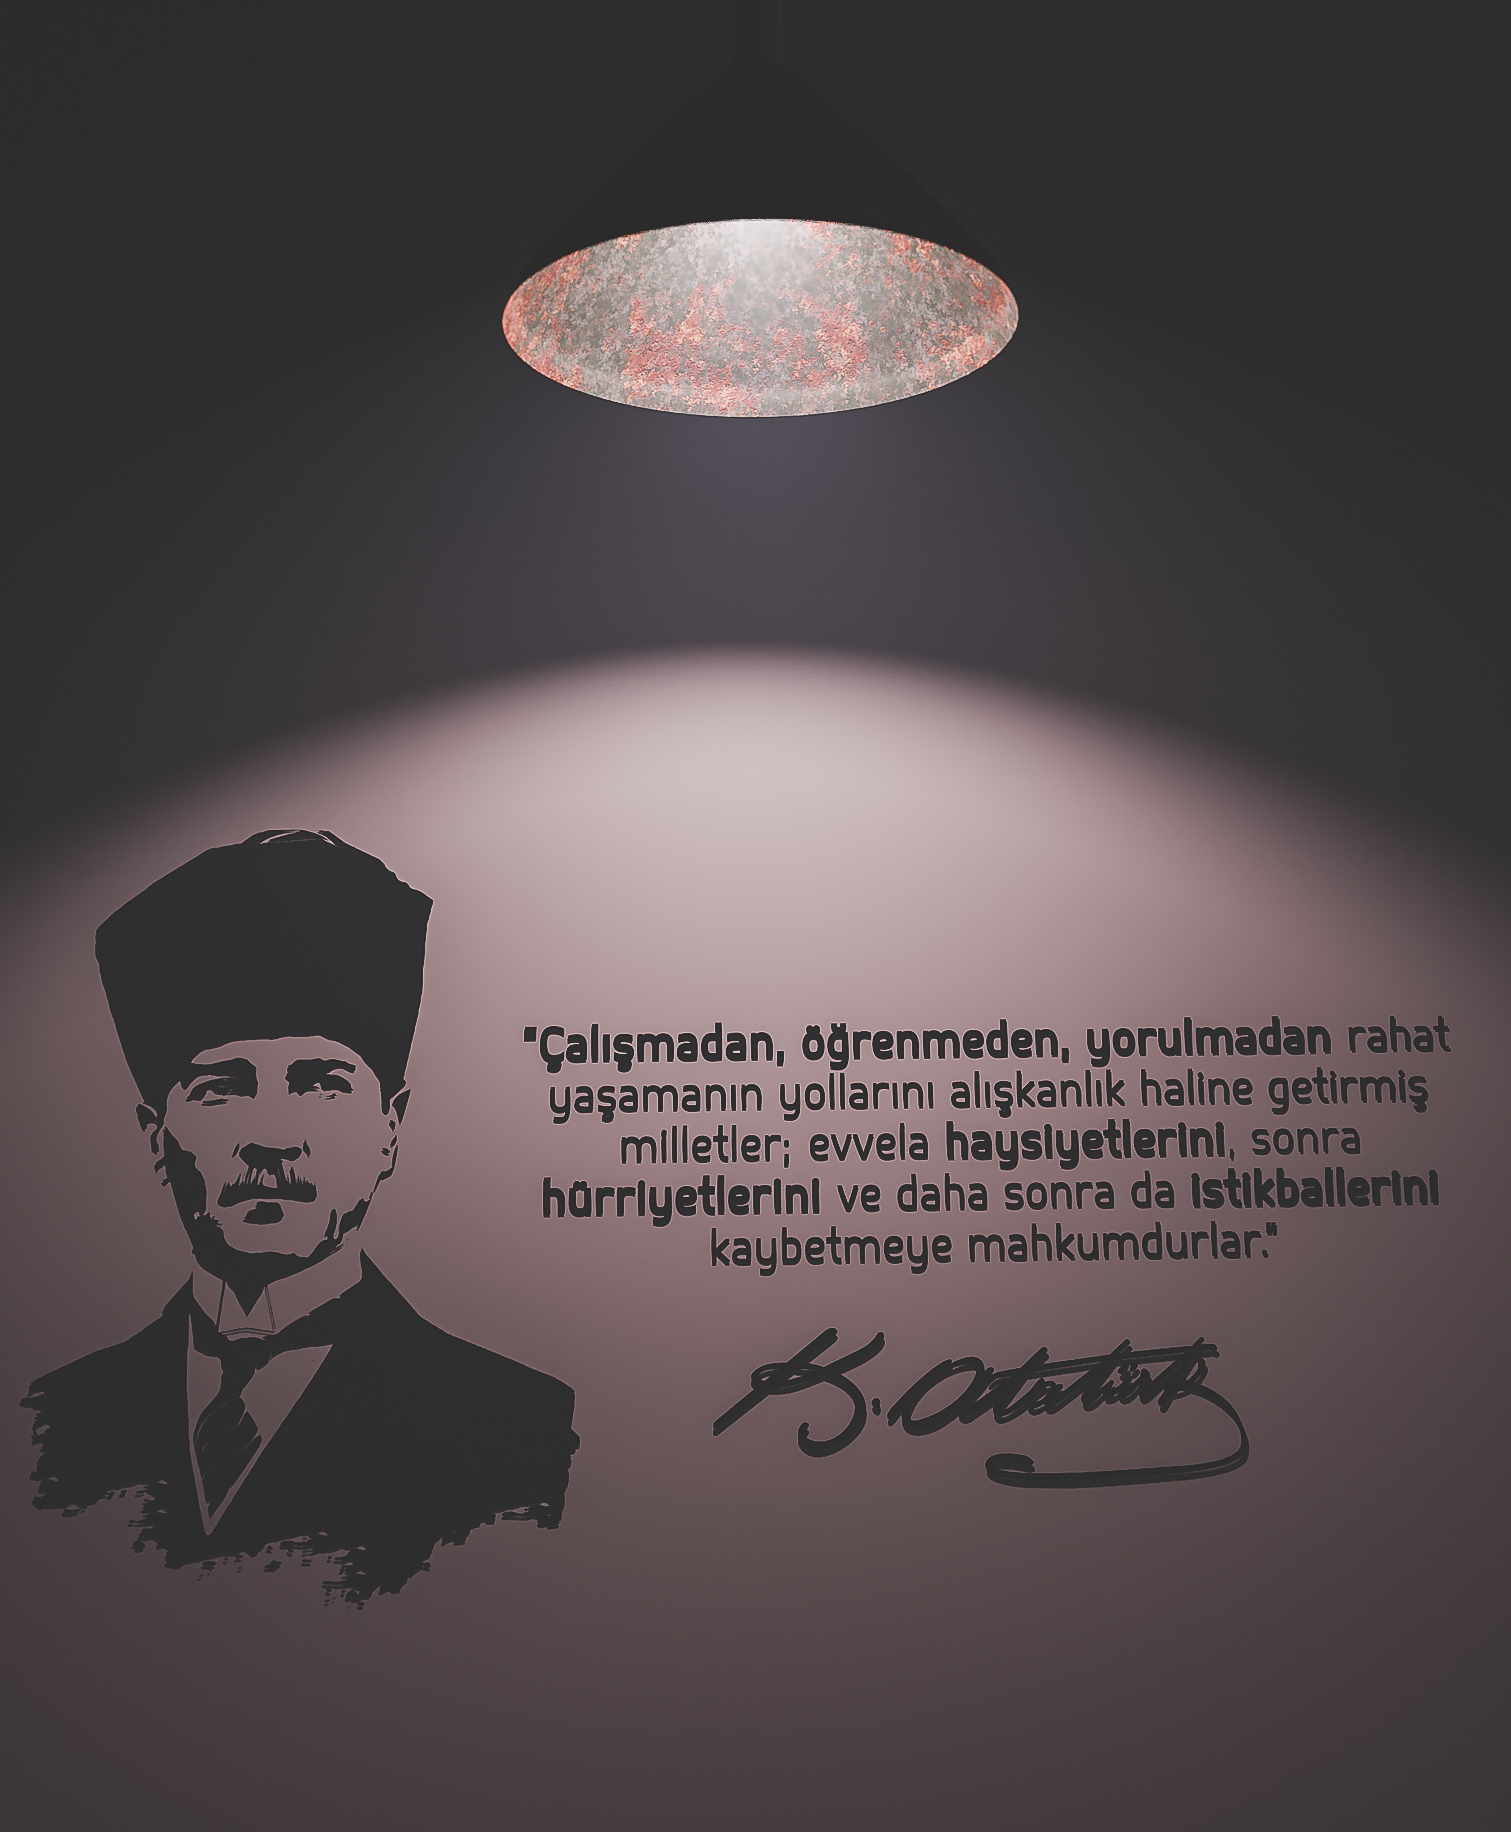 "Çalışmadan, öğrenmeden, yorulmadan rahat
yaşamanın yollarını alışkanlık haline getirmiş
milletler; evvela haysiyetlerini, sonra
hürriyetlerini ve daha sonra da istikballerini
kaybetmeye mahkumdurlar."
K. Atatürk